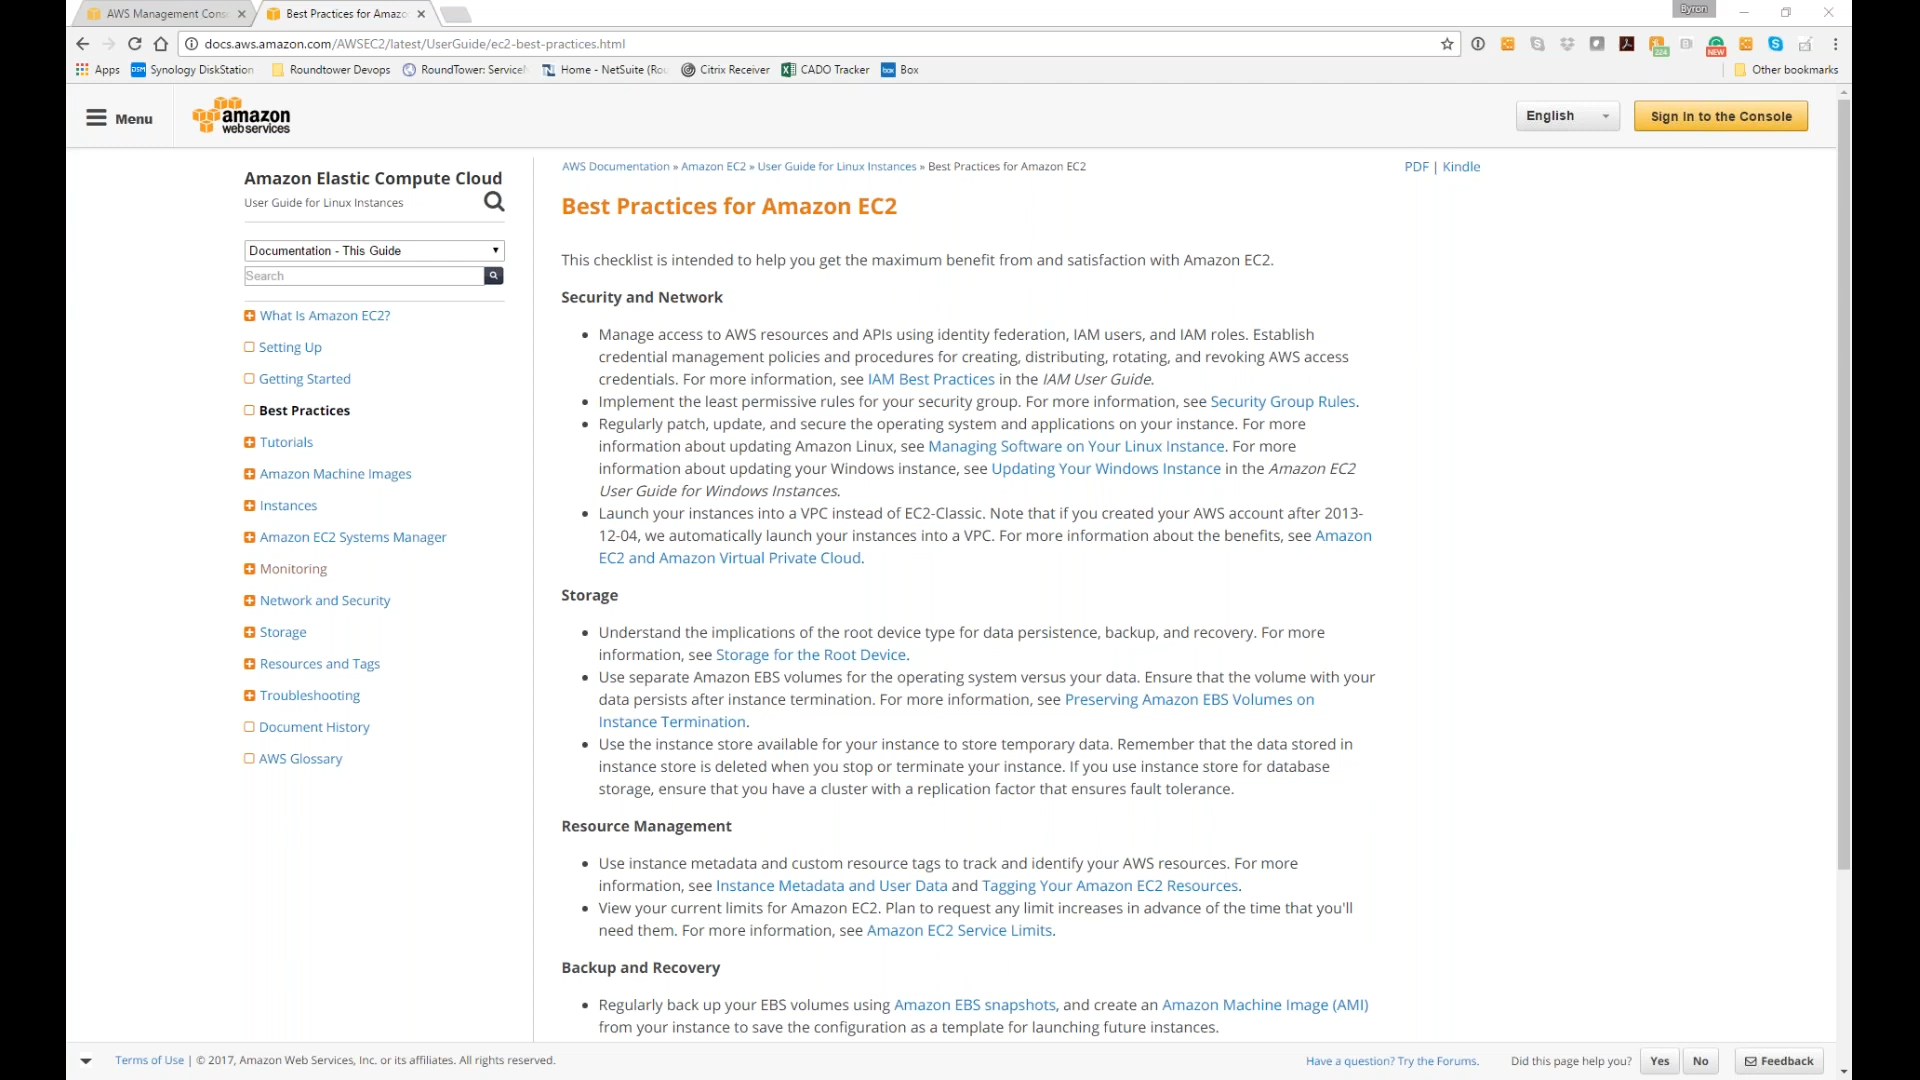 AWS Management Cons
Best Practices for Amazo
Byron
docs.aws.amazon.com/AWSEC2/latest/UserGuide/ec2-best-practices.html
224
NEW
Apps
DSM
Synology DiskStation
Roundtower Devops
RoundTower: Service
Home - NetSuite (Rou
Citrix Receiver
CADO Tracker
box
Box
Other bookmarks
Menu
amazon
webservices
English
Sign In to the Console
Amazon Elastic Compute Cloud
User Guide for Linux Instances
Documentation - This Guide
Search
What Is Amazon EC2?
Setting Up
Getting Started
Best Practices
Tutorials
Amazon Machine Images
Instances
Amazon EC2 Systems Manager
Monitoring
Network and Security
Storage
Resources and Tags
Troubleshooting
Document History
AWS Glossary
AWS Documentation » Amazon EC2 » User Guide for Linux Instances » Best Practices for Amazon EC2
PDF | Kindle
Best Practices for Amazon EC2
This checklist is intended to help you get the maximum benefit from and satisfaction with Amazon EC2.
Security and Network
• Manage access to AWS resources and APIs using identity federation, IAM users, and IAM roles. Establish
credential management policies and procedures for creating, distributing, rotating, and revoking AWS access
credentials. For more information, see IAM Best Practices in the IAM User Guide.
• Implement the least permissive rules for your security group. For more information, see Security Group Rules.
• Regularly patch, update, and secure the operating system and applications on your instance. For more
information about updating Amazon Linux, see Managing Software on Your Linux Instance. For more
information about updating your Windows instance, see Updating Your Windows Instance in the Amazon EC2
User Guide for Windows Instances.
• Launch your instances into a VPC instead of EC2-Classic. Note that if you created your AWS account after 2013-
12-04, we automatically launch your instances into a VPC. For more information about the benefits, see Amazon
EC2 and Amazon Virtual Private Cloud.
Storage
• Understand the implications of the root device type for data persistence, backup, and recovery. For more
information, see Storage for the Root Device.
• Use separate Amazon EBS volumes for the operating system versus your data. Ensure that the volume with your
data persists after instance termination. For more information, see Preserving Amazon EBS Volumes on
Instance Termination.
• Use the instance store available for your instance to store temporary data. Remember that the data stored in
instance store is deleted when you stop or terminate your instance. If you use instance store for database
storage, ensure that you have a cluster with a replication factor that ensures fault tolerance.
Resource Management
• Use instance metadata and custom resource tags to track and identify your AWS resources. For more
information, see Instance Metadata and User Data and Tagging Your Amazon EC2 Resources.
• View your current limits for Amazon EC2. Plan to request any limit increases in advance of the time that you'll
need them. For more information, see Amazon EC2 Service Limits.
Backup and Recovery
• Regularly back up your EBS volumes using Amazon EBS snapshots, and create an Amazon Machine Image (AMI)
from your instance to save the configuration as a template for launching future instances.
Terms of Use | © 2017, Amazon Web Services, Inc. or its affiliates. All rights reserved.
Have a question? Try the Forums.
Did this page help you?
Yes
No
Feedback